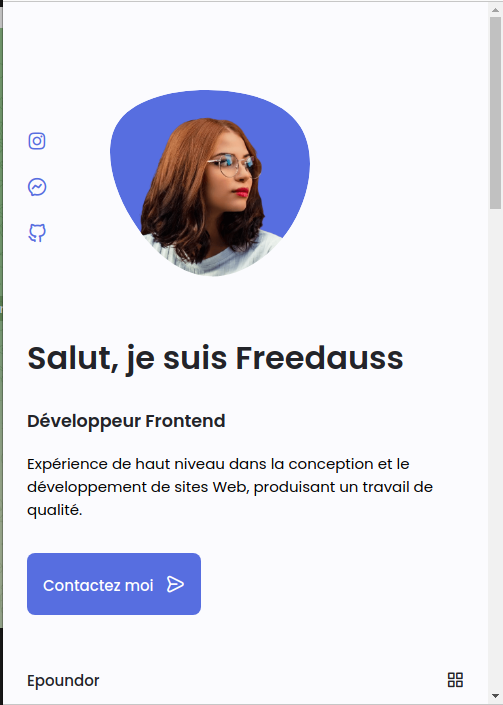 Salut, je suis Freedauss
Développeur Frontend
Expérience de haut niveau dans la conception et le
développement de sites Web, produisant un travail de
qualité.
Contactez moi
Epoundor